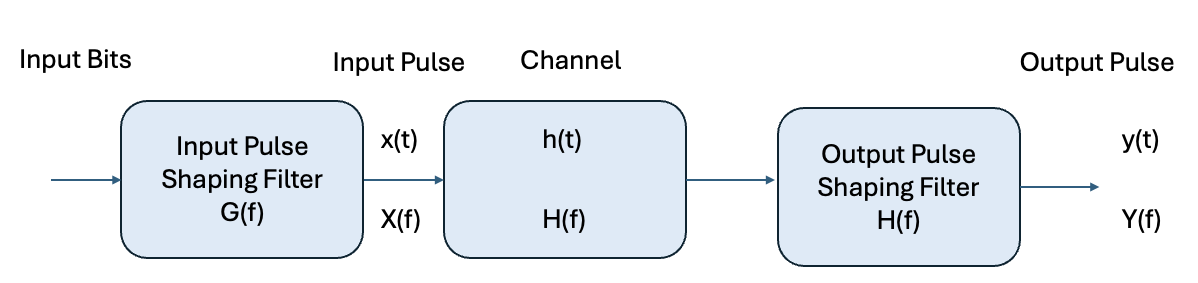 Input Bits
Input Pulse
Channel
Output Pulse
Input Pulse
Shaping Filter
G(f)
x(t)
X(f)
h(t)
H(f)
Output Pulse
Shaping Filter
H(f)
y(t)
Y(f)